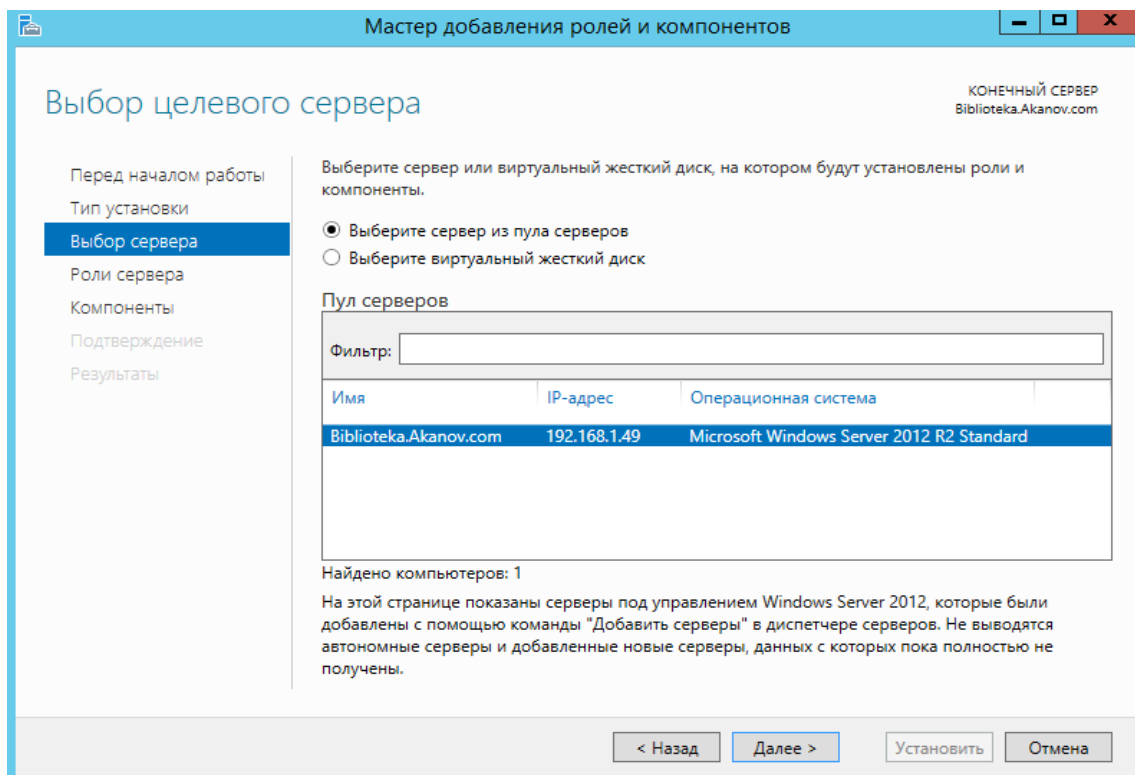 Мастер добавления ролей и компонентов
Выбор целевого сервера
КОНЕЧНЫЙ СЕРВЕР
Biblioteka.Akanov.com
Перед началом работы
Тип установки
Выбор сервера
Роли сервера
Компоненты
Подтверждение
Результаты
Выберите сервер или виртуальный жесткий диск, на котором будут установлены роли и
компоненты.
Выберите сервер из пула серверов
Выберите виртуальный жесткий диск
Пул серверов
Фильтр:
Имя IP-адрес Операционная система
Biblioteka.Akanov.com 192.168.1.49 Microsoft Windows Server 2012 R2 Standard
Найдено компьютеров: 1
На этой странице показаны серверы под управлением Windows Server 2012, которые были
добавлены с помощью команды "Добавить серверы" в диспетчере серверов. Не выводятся
автономные серверы и добавленные новые серверы, данных с которых пока полностью не
получены.
< Назад Далее > Установить Отмена